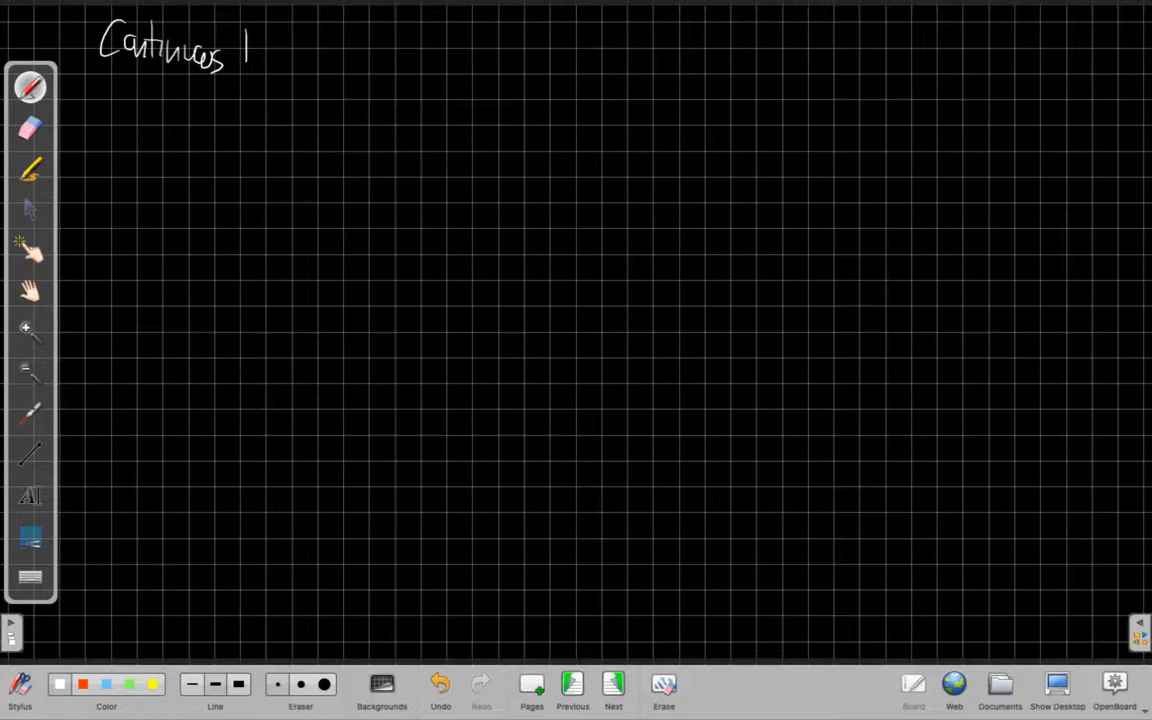 Continuous |
Stylus
Color
Line
Eraser
Backgrounds
Undo
Redo
Pages
Previous
Next
Erase
Board
Web
Documents
Show Desktop
OpenBoard